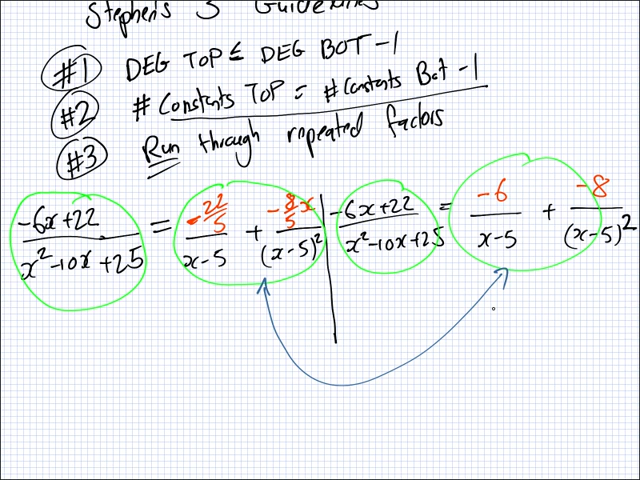 Stephen's 3 Guidelines
#1 DEG TOP ≤ DEG BOT -1
#2 # Constants TOP = # Constants Bot -1
#3 Run through repeated factors
(-6x+22)/(x²-10x+25) = (-22/5)/(x-5) + (-8/5 x)/(x-5)² | (-6x+22)/(x²-10x+25) = -6/(x-5) + -8/(x-5)²